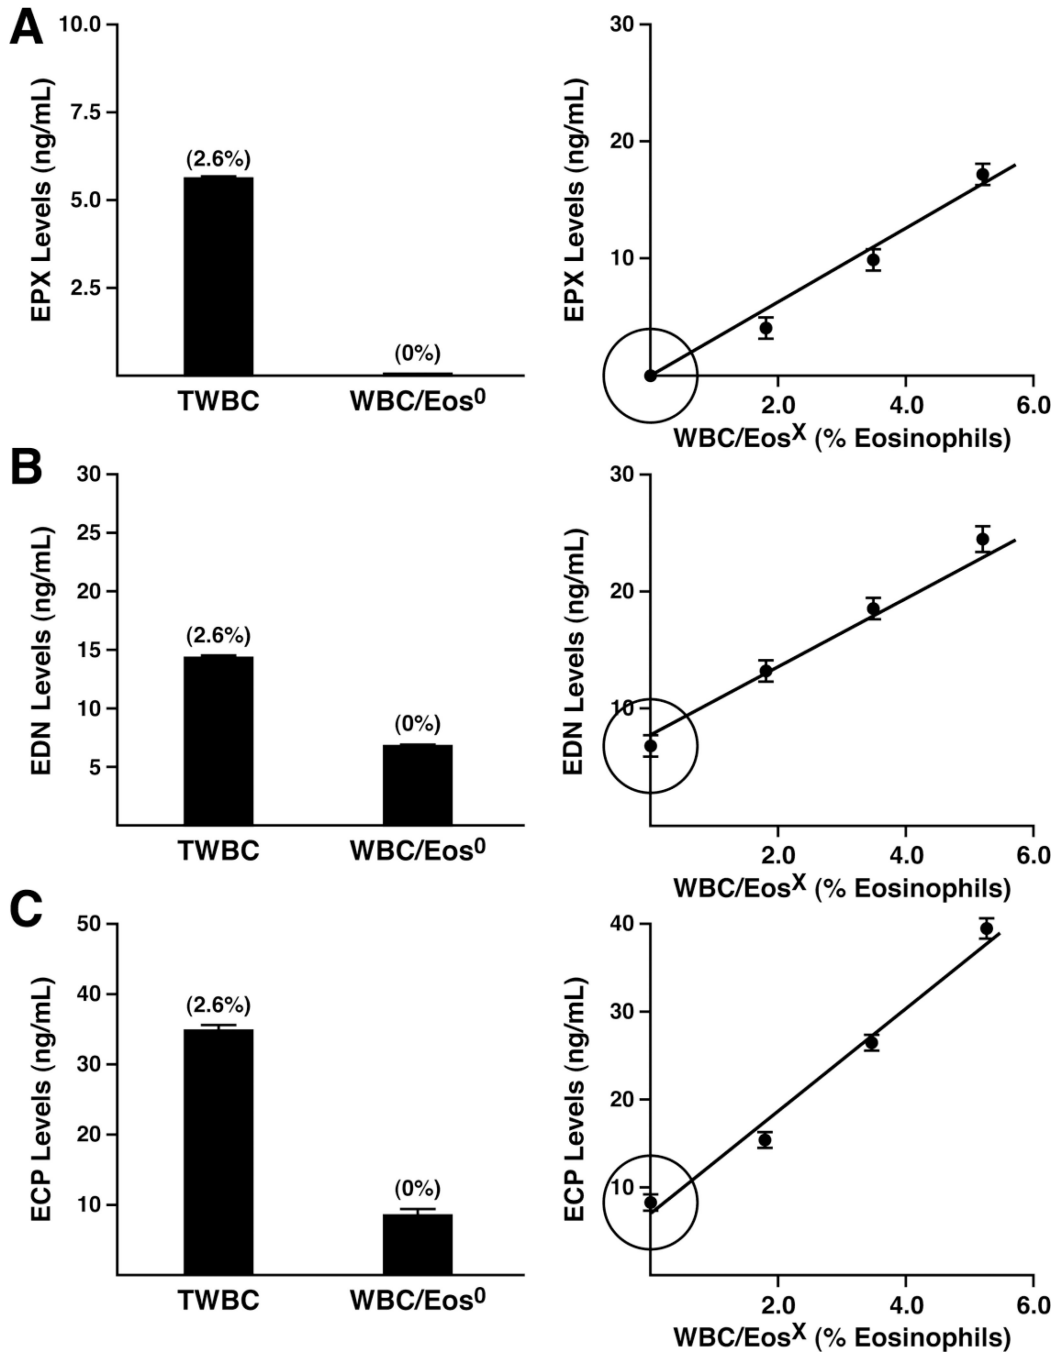 A
EPX Levels (ng/mL)
10.0
7.5
5.0
2.5
(2.6%)
(0%)
TWBC
WBC/Eos⁰
EPX Levels (ng/mL)
30
20
10
2.0 4.0 6.0
WBC/Eosˣ (% Eosinophils)
B
EDN Levels (ng/mL)
30
25
20
15
10
5
(2.6%)
(0%)
TWBC
WBC/Eos⁰
EDN Levels (ng/mL)
30
20
10
2.0 4.0 6.0
WBC/Eosˣ (% Eosinophils)
C
ECP Levels (ng/mL)
50
40
30
20
10
(2.6%)
(0%)
TWBC
WBC/Eos⁰
ECP Levels (ng/mL)
40
30
20
10
2.0 4.0 6.0
WBC/Eosˣ (% Eosinophils)